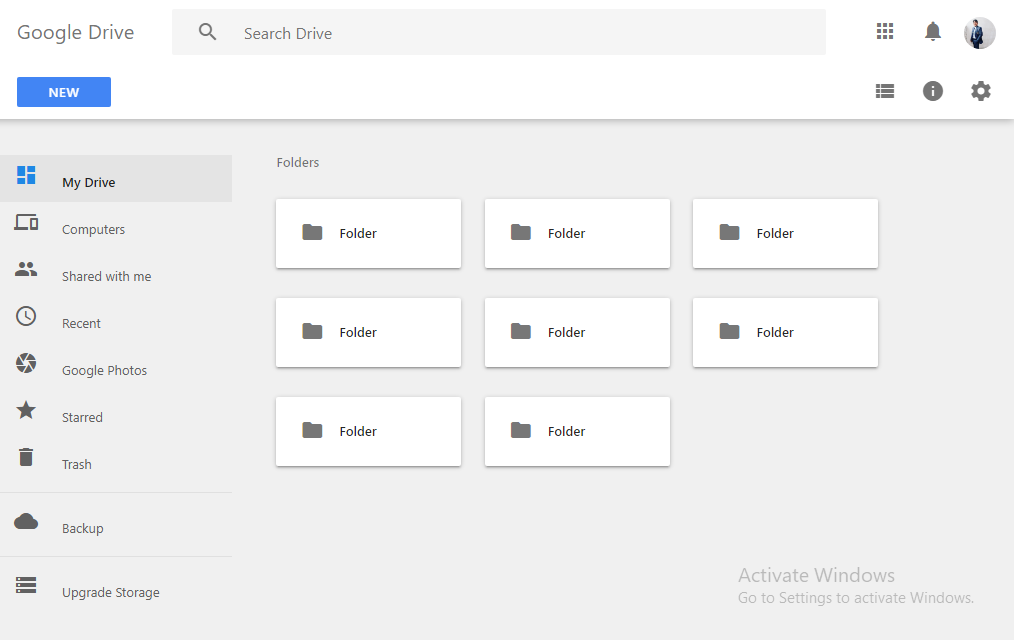 Google Drive
Search Drive
NEW
My Drive
Computers
Shared with me
Recent
Google Photos
Starred
Trash
Backup
Upgrade Storage
Folders
Folder Folder Folder
Folder Folder Folder
Folder Folder
Activate Windows
Go to Settings to activate Windows.